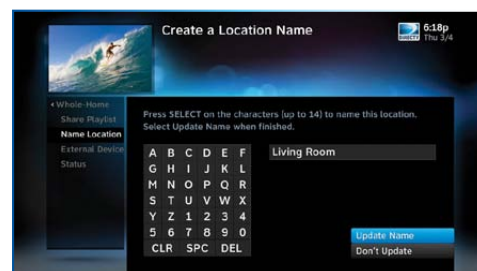 Create a Location Name
DIRECTV
6:18p
Thu 3/4
Whole-Home
Share Playlist
Name Location
External Device
Status
Press SELECT on the characters (up to 14) to name this location.
Select Update Name when finished.
A B C D E F
G H I J K L
M N O P Q R
S T U V W X
Y Z 1 2 3 4
5 6 7 8 9 0
CLR SPC DEL
Living Room
Update Name
Don't Update